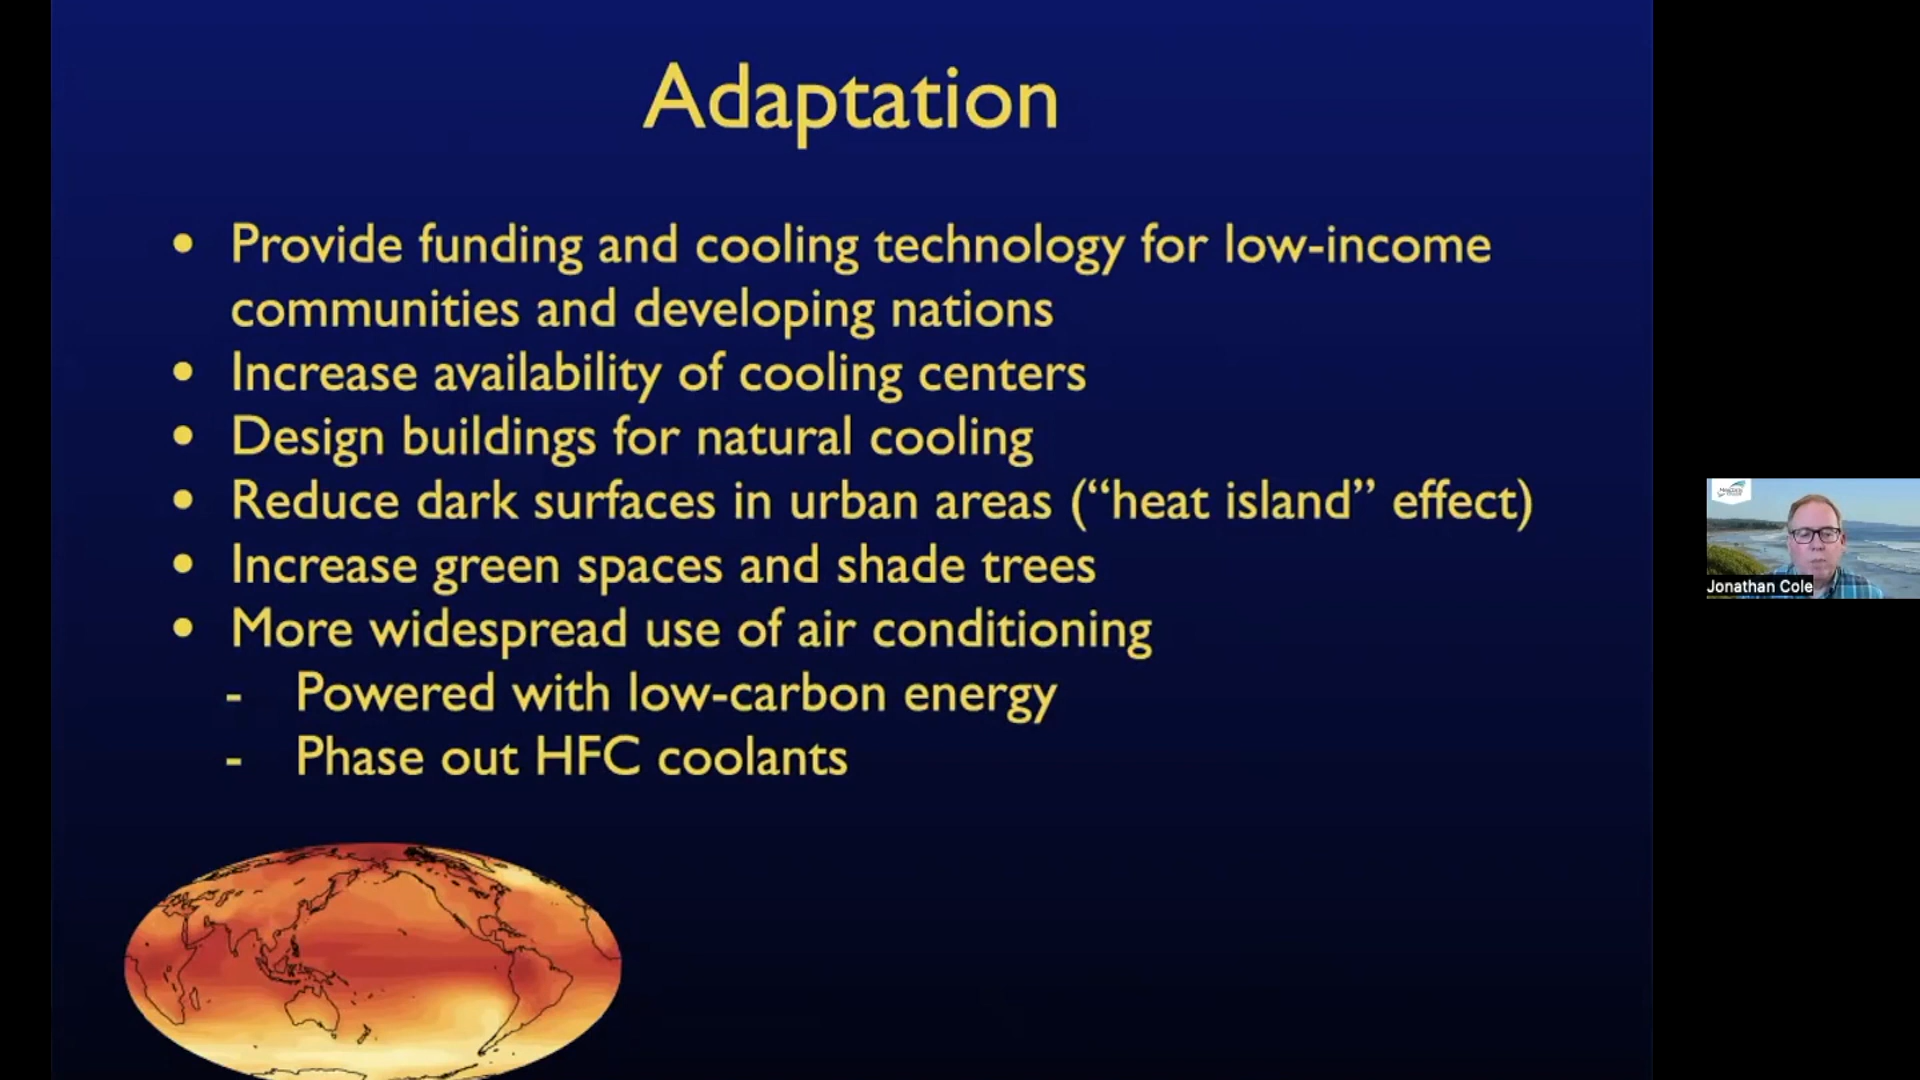 Adaptation
• Provide funding and cooling technology for low-income
communities and developing nations
• Increase availability of cooling centers
• Design buildings for natural cooling
• Reduce dark surfaces in urban areas (“heat island” effect)
• Increase green spaces and shade trees
• More widespread use of air conditioning
- Powered with low-carbon energy
- Phase out HFC coolants
Jonathan Cole